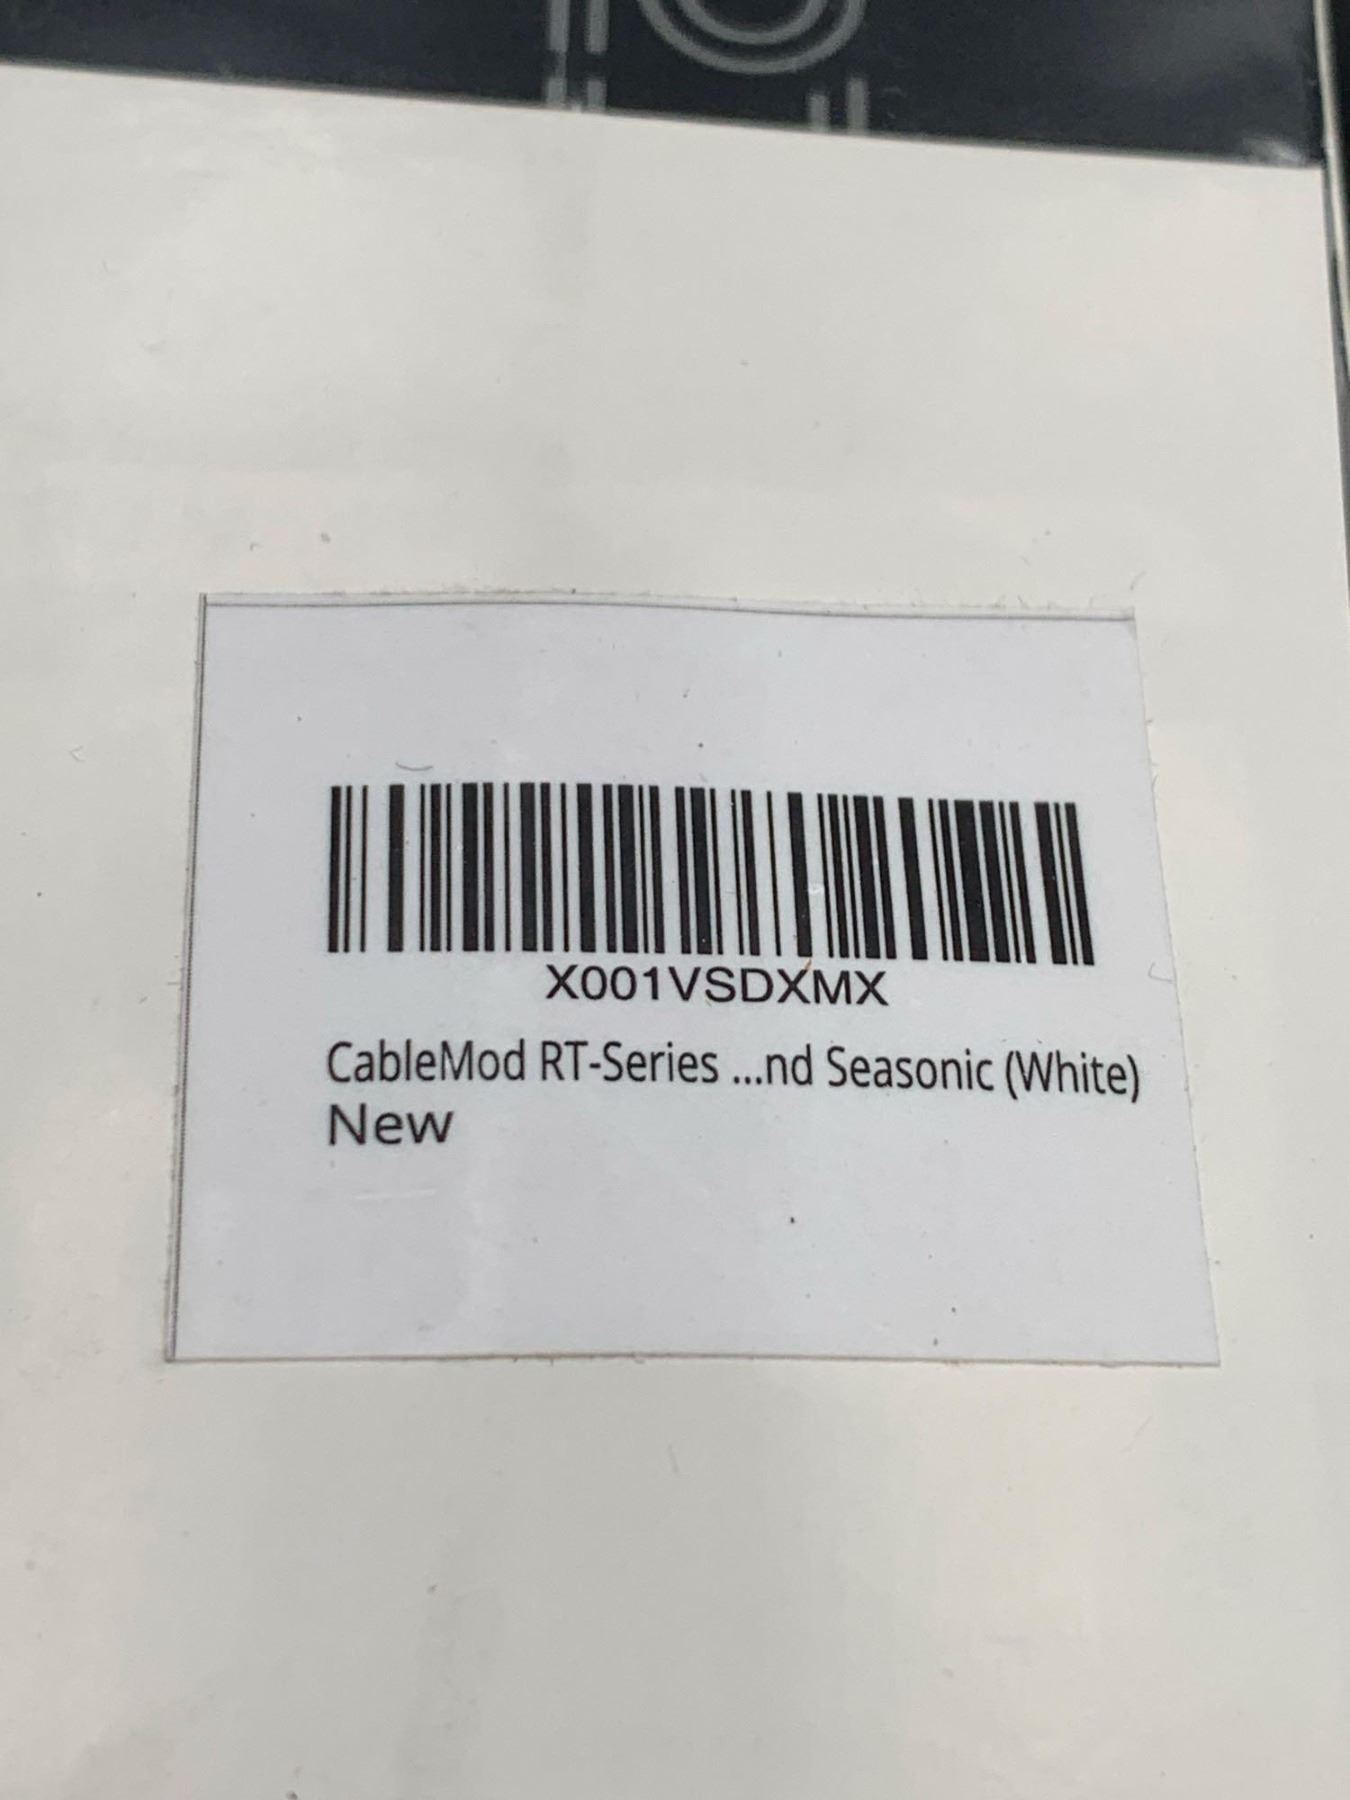 X001VSDXMX
CableMod RT-Series ...nd Seasonic (White)
New